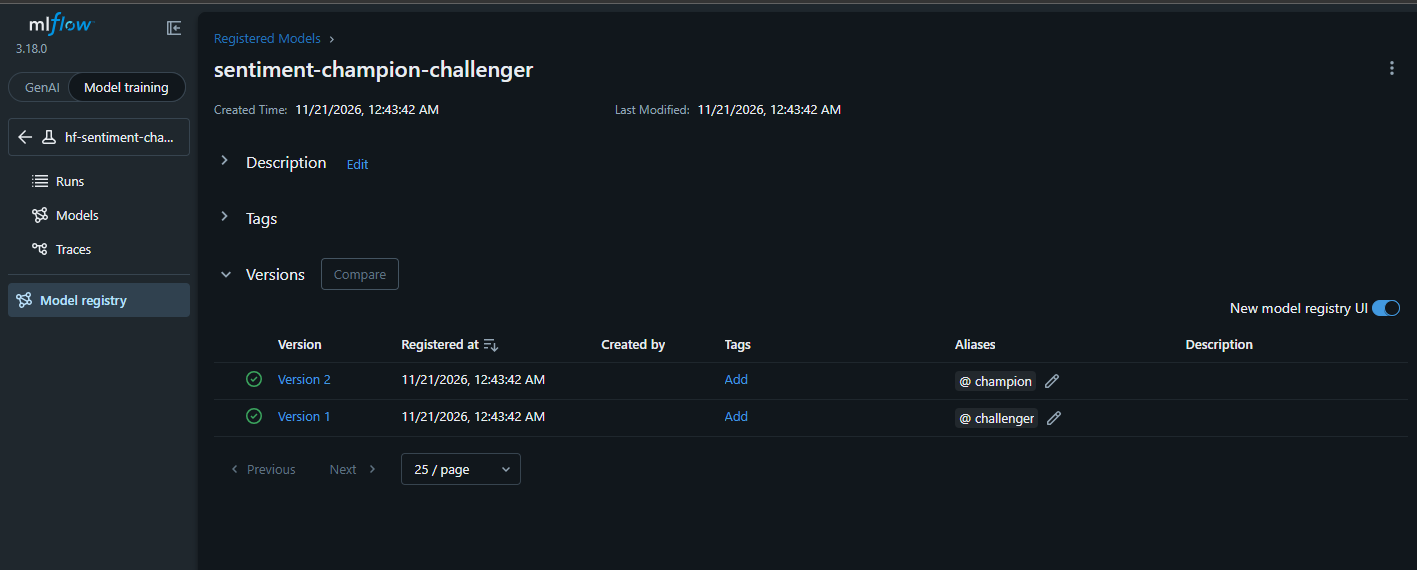 mlflow
3.18.0
GenAI Model training
hf-sentiment-cha...
Runs
Models
Traces
Model registry
Registered Models
sentiment-champion-challenger
Created Time: 11/21/2026, 12:43:42 AM Last Modified: 11/21/2026, 12:43:42 AM
Description Edit
Tags
Versions Compare
New model registry UI
Version Registered at Created by Tags Aliases Description
Version 2 11/21/2026, 12:43:42 AM Add @ champion
Version 1 11/21/2026, 12:43:42 AM Add @ challenger
Previous Next 25 / page